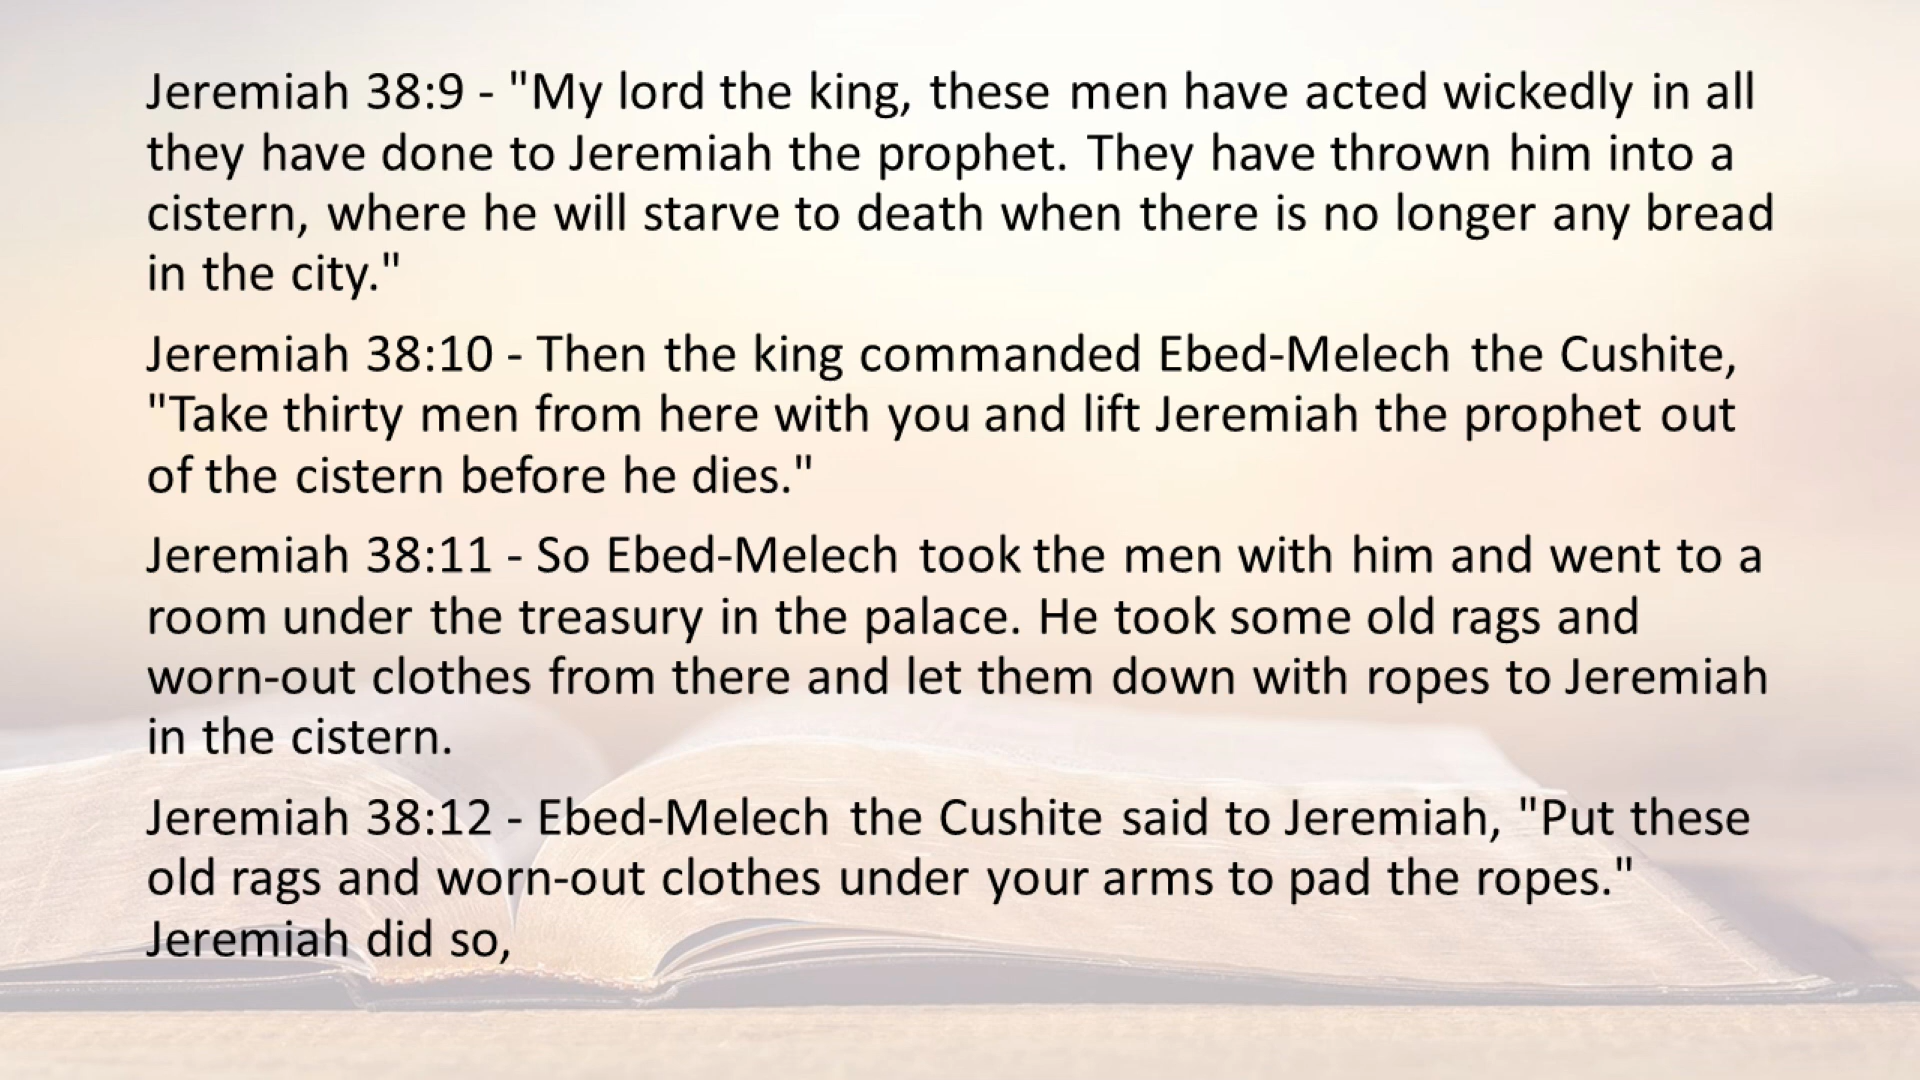 Jeremiah 38:9 - "My lord the king, these men have acted wickedly in all
they have done to Jeremiah the prophet. They have thrown him into a
cistern, where he will starve to death when there is no longer any bread
in the city."
Jeremiah 38:10 - Then the king commanded Ebed-Melech the Cushite,
"Take thirty men from here with you and lift Jeremiah the prophet out
of the cistern before he dies."
Jeremiah 38:11 - So Ebed-Melech took the men with him and went to a
room under the treasury in the palace. He took some old rags and
worn-out clothes from there and let them down with ropes to Jeremiah
in the cistern.
Jeremiah 38:12 - Ebed-Melech the Cushite said to Jeremiah, "Put these
old rags and worn-out clothes under your arms to pad the ropes."
Jeremiah did so,